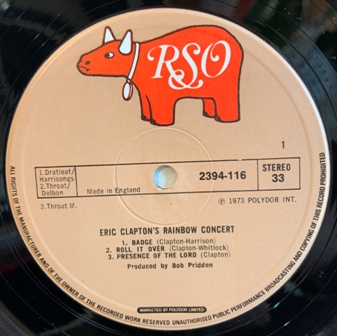 RSO
1
1.Dratleaf/
Harrisongs
2.Throat/
Delbon
3.Throat M.
Made in England
2394-116
STEREO
33
℗ 1973 POLYDOR INT.
ERIC CLAPTON'S RAINBOW CONCERT
1. BADGE (Clapton-Harrison)
2. ROLL IT OVER (Clapton-Whitlock)
3. PRESENCE OF THE LORD (Clapton)
Produced by Bob Pridden
MARKETED BY POLYDOR LIMITED
ALL RIGHTS OF THE MANUFACTURER AND OF THE OWNER OF THE RECORDED WORK RESERVED UNAUTHORISED PUBLIC PERFORMANCE BROADCASTING AND COPYING OF THIS RECORD PROHIBITED